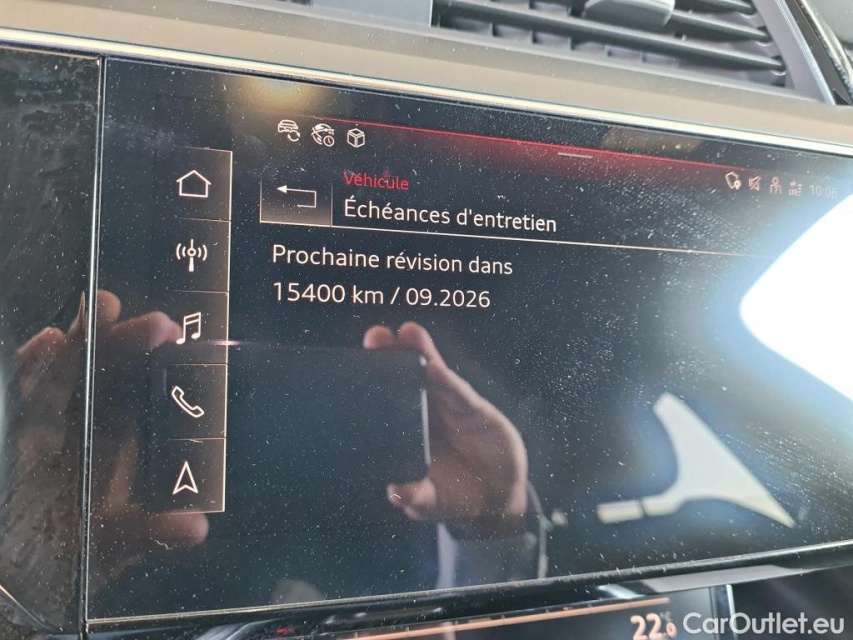 Véhicule
Échéances d'entretien
10:06
Prochaine révision dans
15400 km / 09.2026
22°C
CarOutlet.eu